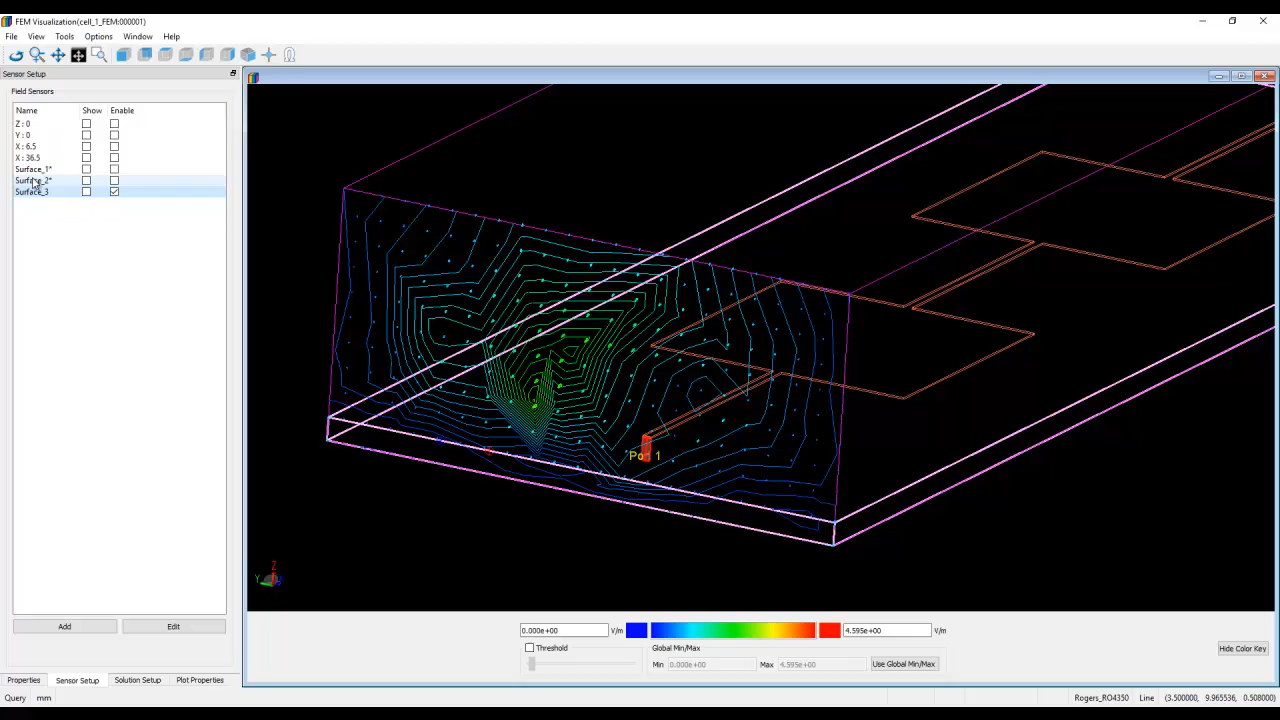 FEM Visualization(cell_1_FEM:000001)
File View Tools Options Window Help
Sensor Setup
Field Sensors
Name Show Enable
Z : 0
Y : 0
X : 6.5
X : 36.5
Surface_1*
Surface_2*
Surface_3
Port 1
Z
Y
0.000e+00 V/m 4.595e+00 V/m
Threshold Global Min/Max
Min 0.000e+00 Max 4.595e+00 Use Global Min/Max
Hide Color Key
Add Edit
Properties Sensor Setup Solution Setup Plot Properties
Query mm Rogers_RO4350 Line (3.500000, 9.965536, 0.508000)